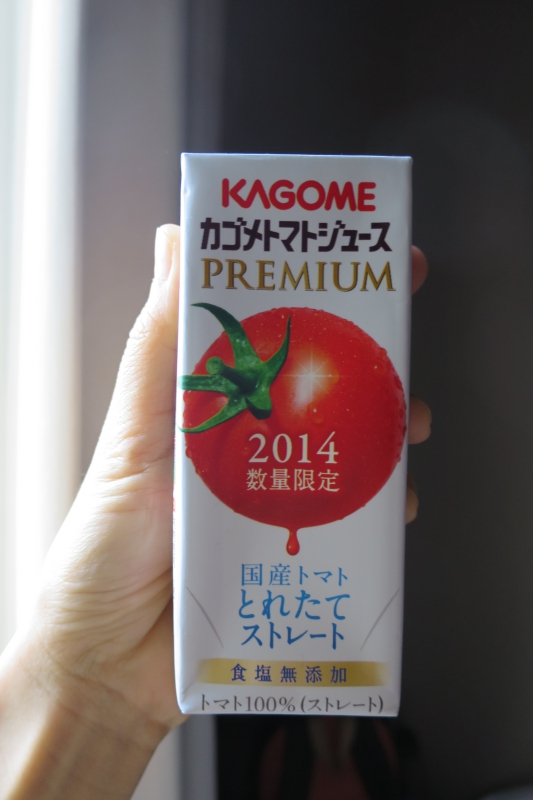 KAGOME
カゴメトマトジュース
PREMIUM
2014
数量限定
国産トマト
とれたて
ストレート
食塩無添加
トマト100%(ストレート)